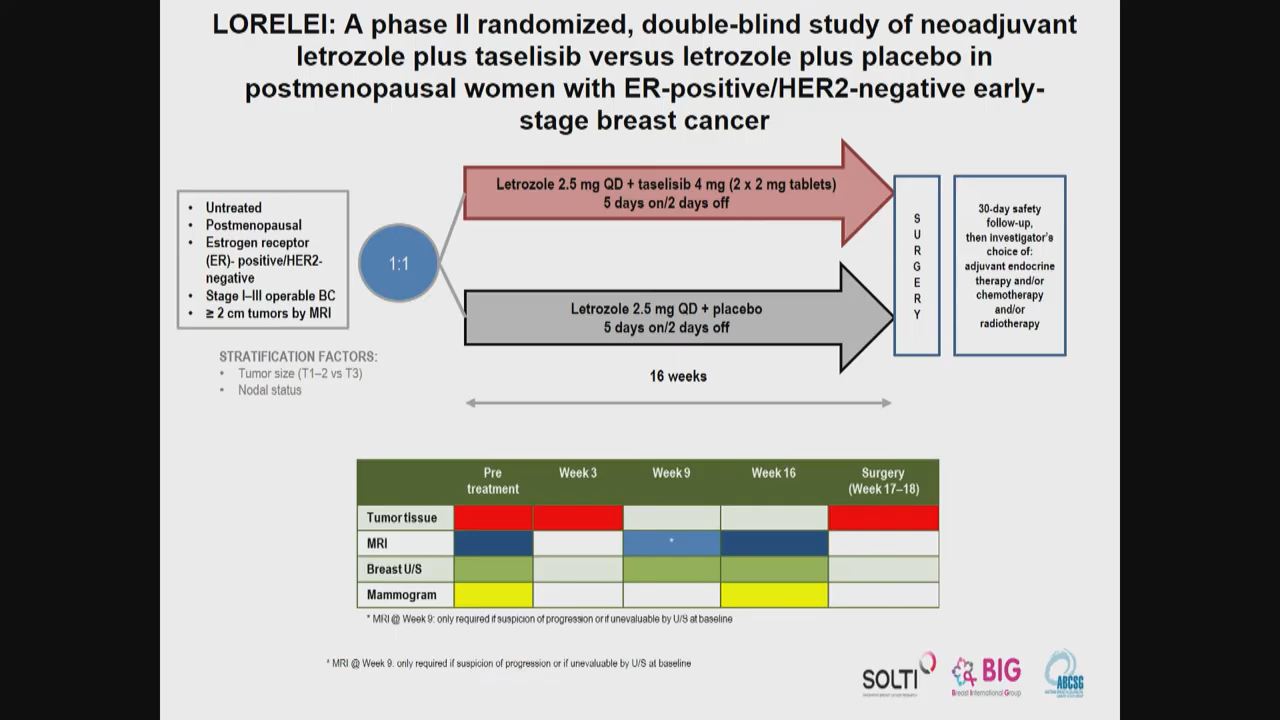 LORELEI: A phase II randomized, double-blind study of neoadjuvant
letrozole plus taselisib versus letrozole plus placebo in
postmenopausal women with ER-positive/HER2-negative early-
stage breast cancer
• Untreated
• Postmenopausal
• Estrogen receptor
(ER)- positive/HER2-
negative
• Stage I–III operable BC
• ≥ 2 cm tumors by MRI
STRATIFICATION FACTORS:
• Tumor size (T1–2 vs T3)
• Nodal status
1:1
Letrozole 2.5 mg QD + taselisib 4 mg (2 x 2 mg tablets)
5 days on/2 days off
Letrozole 2.5 mg QD + placebo
5 days on/2 days off
16 weeks
S
U
R
G
E
R
Y
30-day safety
follow-up,
then investigator's
choice of:
adjuvant endocrine
therapy and/or
chemotherapy
and/or
radiotherapy
Pre
treatment
Week 3
Week 9
Week 16
Surgery
(Week 17–18)
Tumor tissue
MRI
*
Breast U/S
Mammogram
* MRI @ Week 9: only required if suspicion of progression or if unevaluable by U/S at baseline
* MRI @ Week 9: only required if suspicion of progression or if unevaluable by U/S at baseline
SOLTI
BIG
Breast International Group
ABCSG